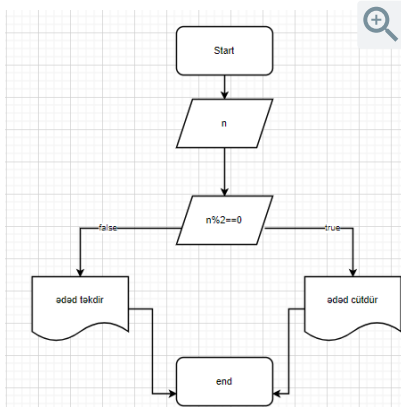 Start
n
n%2==0
false
true
ədəd təkdir
ədəd cütdür
end